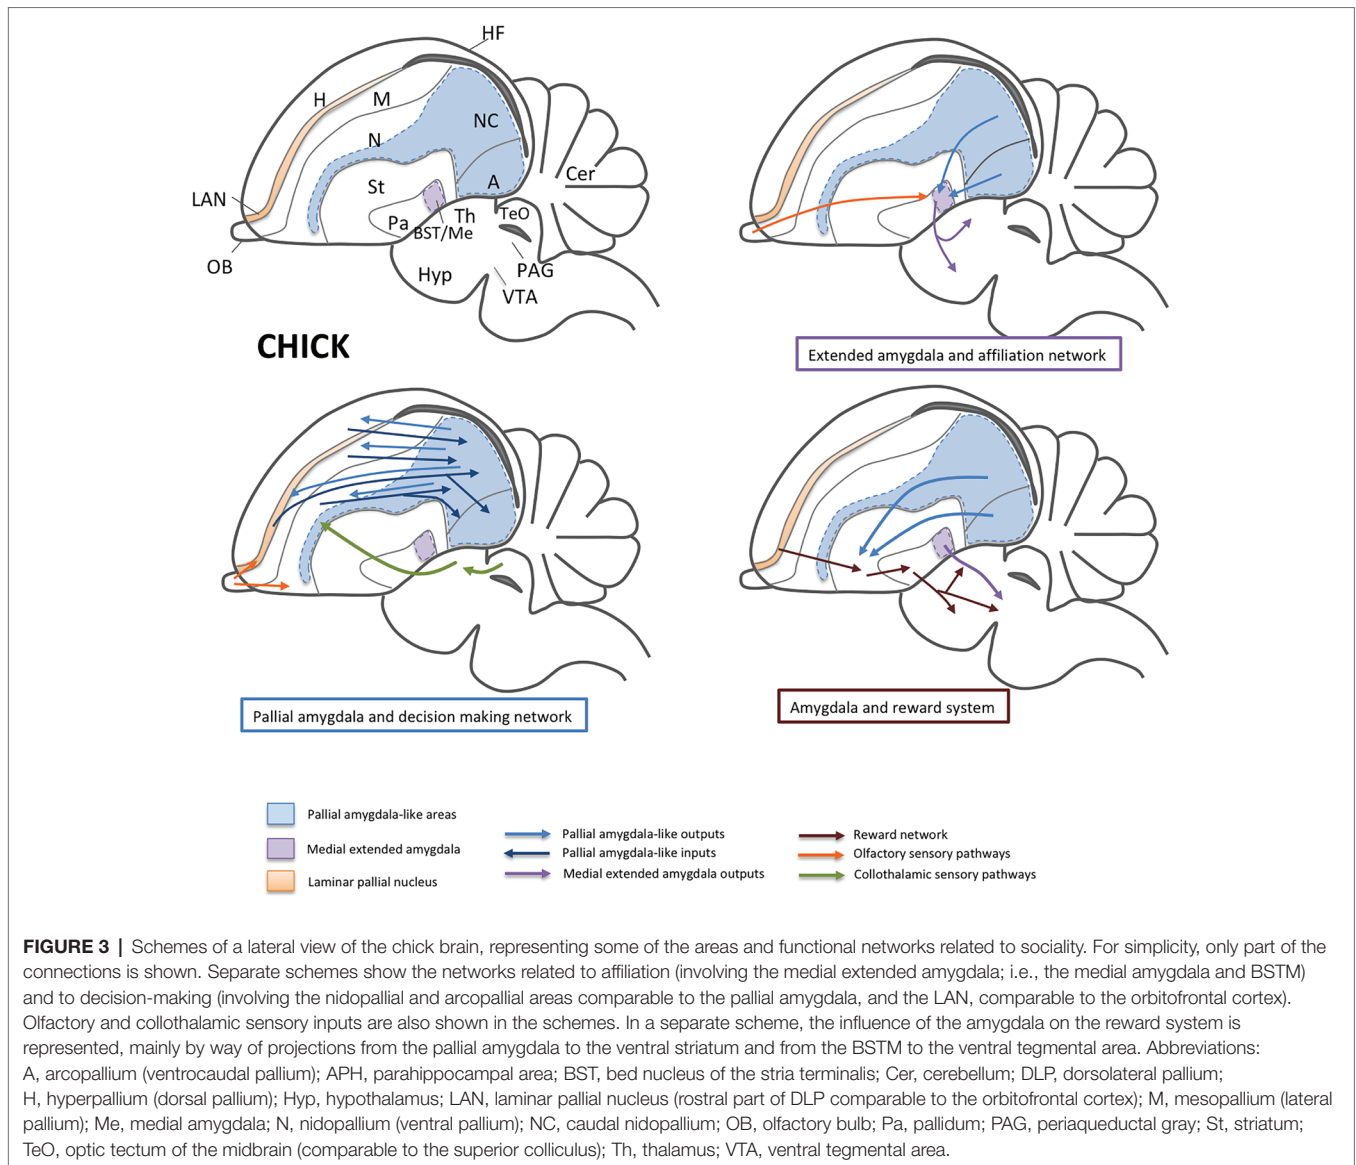 HF
H
M
NC
N
St
A
Cer
LAN
Pa
Th
TeO
BST/Me
OB
Hyp
PAG
VTA
CHICK
Extended amygdala and affiliation network
Pallial amygdala and decision making network
Amygdala and reward system
Pallial amygdala-like areas
Medial extended amygdala
Laminar pallial nucleus
Pallial amygdala-like outputs
Pallial amygdala-like inputs
Medial extended amygdala outputs
Reward network
Olfactory sensory pathways
Collothalamic sensory pathways
FIGURE 3 | Schemes of a lateral view of the chick brain, representing some of the areas and functional networks related to sociality. For simplicity, only part of the
connections is shown. Separate schemes show the networks related to affiliation (involving the medial extended amygdala; i.e., the medial amygdala and BSTM)
and to decision-making (involving the nidopallial and arcopallial areas comparable to the pallial amygdala, and the LAN, comparable to the orbitofrontal cortex).
Olfactory and collothalamic sensory inputs are also shown in the schemes. In a separate scheme, the influence of the amygdala on the reward system is
represented, mainly by way of projections from the pallial amygdala to the ventral striatum and from the BSTM to the ventral tegmental area. Abbreviations:
A, arcopallium (ventrocaudal pallium); APH, parahippocampal area; BST, bed nucleus of the stria terminalis; Cer, cerebellum; DLP, dorsolateral pallium;
H, hyperpallium (dorsal pallium); Hyp, hypothalamus; LAN, laminar pallial nucleus (rostral part of DLP comparable to the orbitofrontal cortex); M, mesopallium (lateral
pallium); Me, medial amygdala; N, nidopallium (ventral pallium); NC, caudal nidopallium; OB, olfactory bulb; Pa, pallidum; PAG, periaqueductal gray; St, striatum;
TeO, optic tectum of the midbrain (comparable to the superior colliculus); Th, thalamus; VTA, ventral tegmental area.